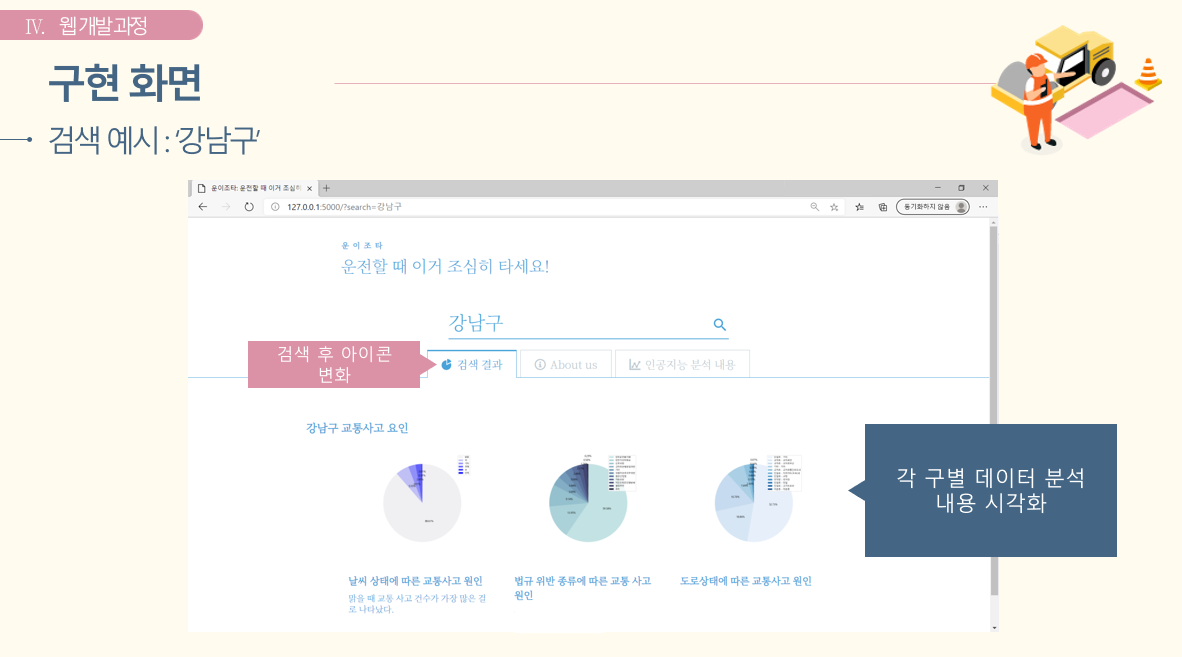 IV. 웹개발과정
구현 화면
검색 예시 : '강남구'
운이조타: 운전할 때 이거 조심히
127.0.0.1:5000/?search=강남구
동기화하지 않음
운이조타
운전할 때 이거 조심히 타세요!
강남구
검색 후 아이콘
변화
검색 결과
About us
인공지능 분석 내용
강남구 교통사고 요인
각 구별 데이터 분석
내용 시각화
날씨 상태에 따른 교통사고 원인
맑을 때 교통 사고 건수가 가장 많은 걸
로 나타났다.
법규 위반 종류에 따른 교통 사고
원인
도로상태에 따른 교통사고 원인